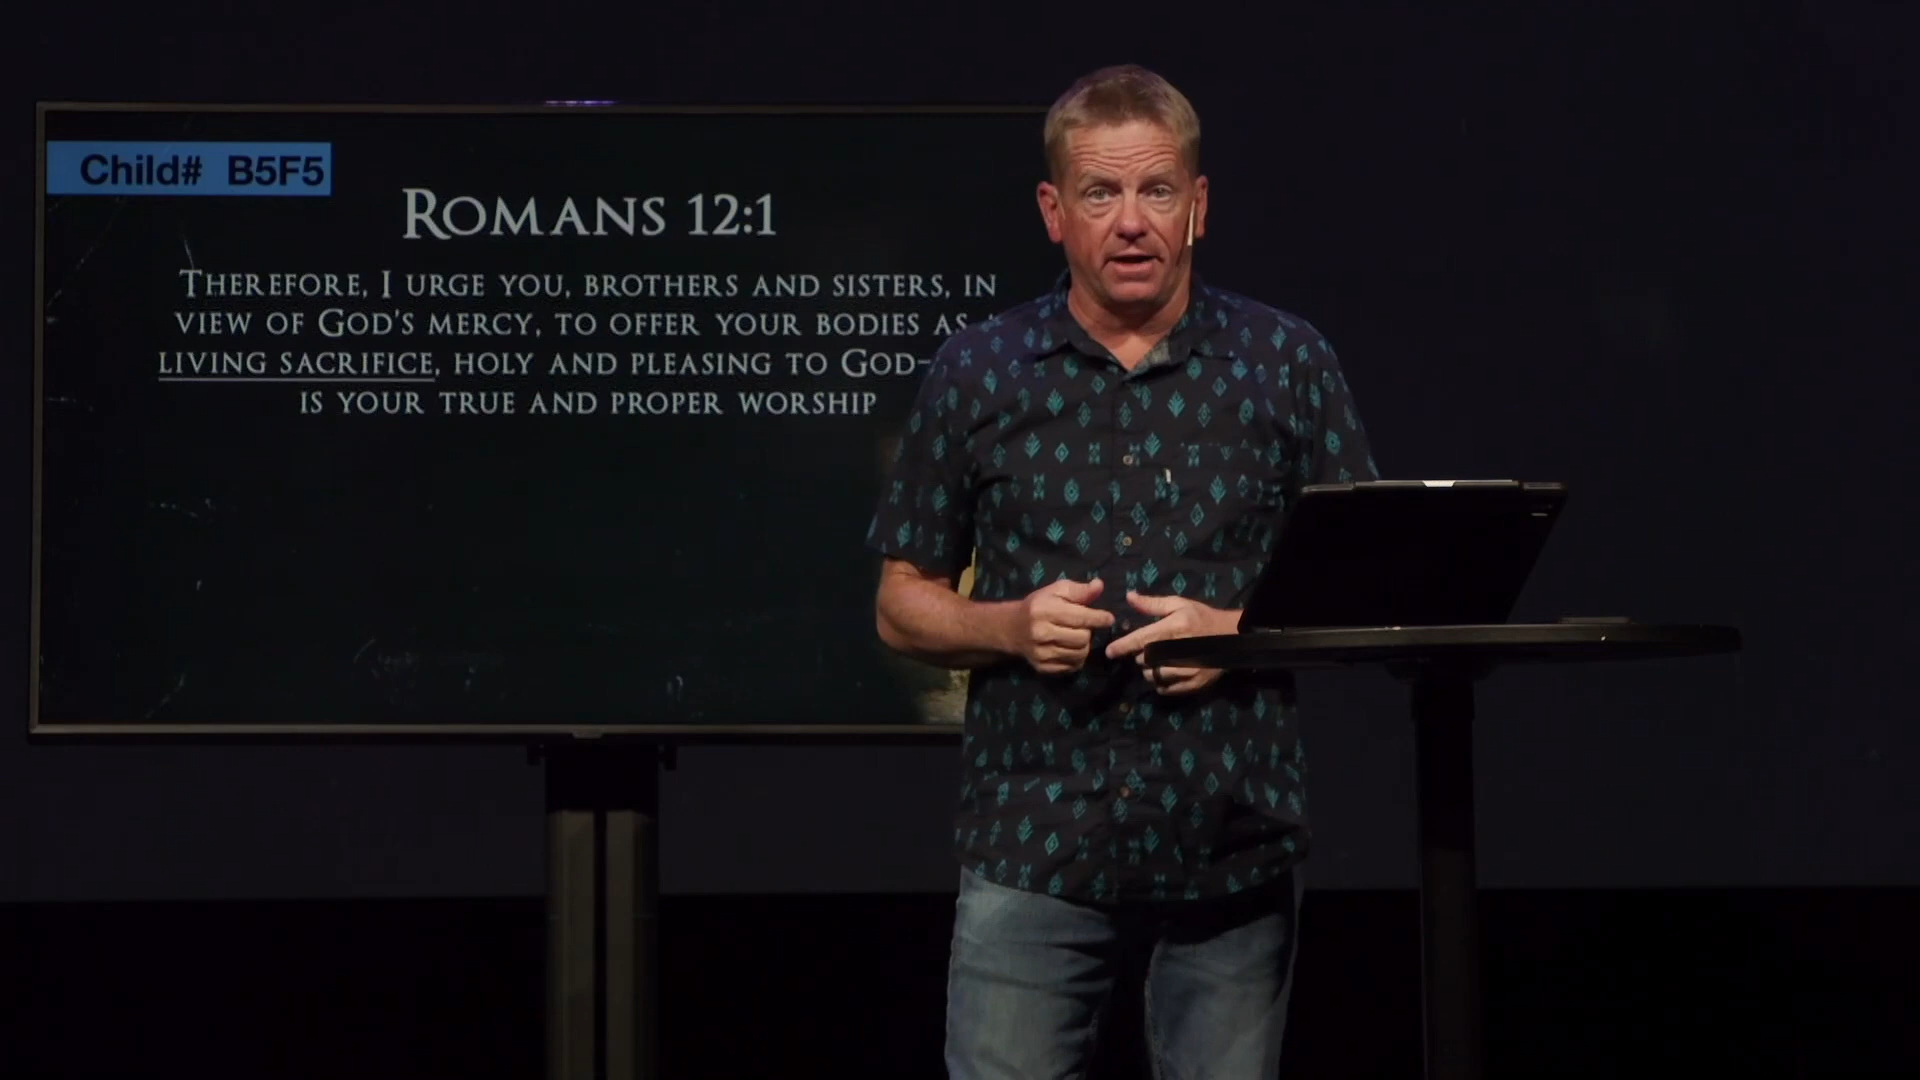 Child# B5F5
ROMANS 12:1
THEREFORE, I URGE YOU, BROTHERS AND SISTERS, IN
VIEW OF GOD'S MERCY, TO OFFER YOUR BODIES AS
LIVING SACRIFICE, HOLY AND PLEASING TO GOD–
IS YOUR TRUE AND PROPER WORSHIP